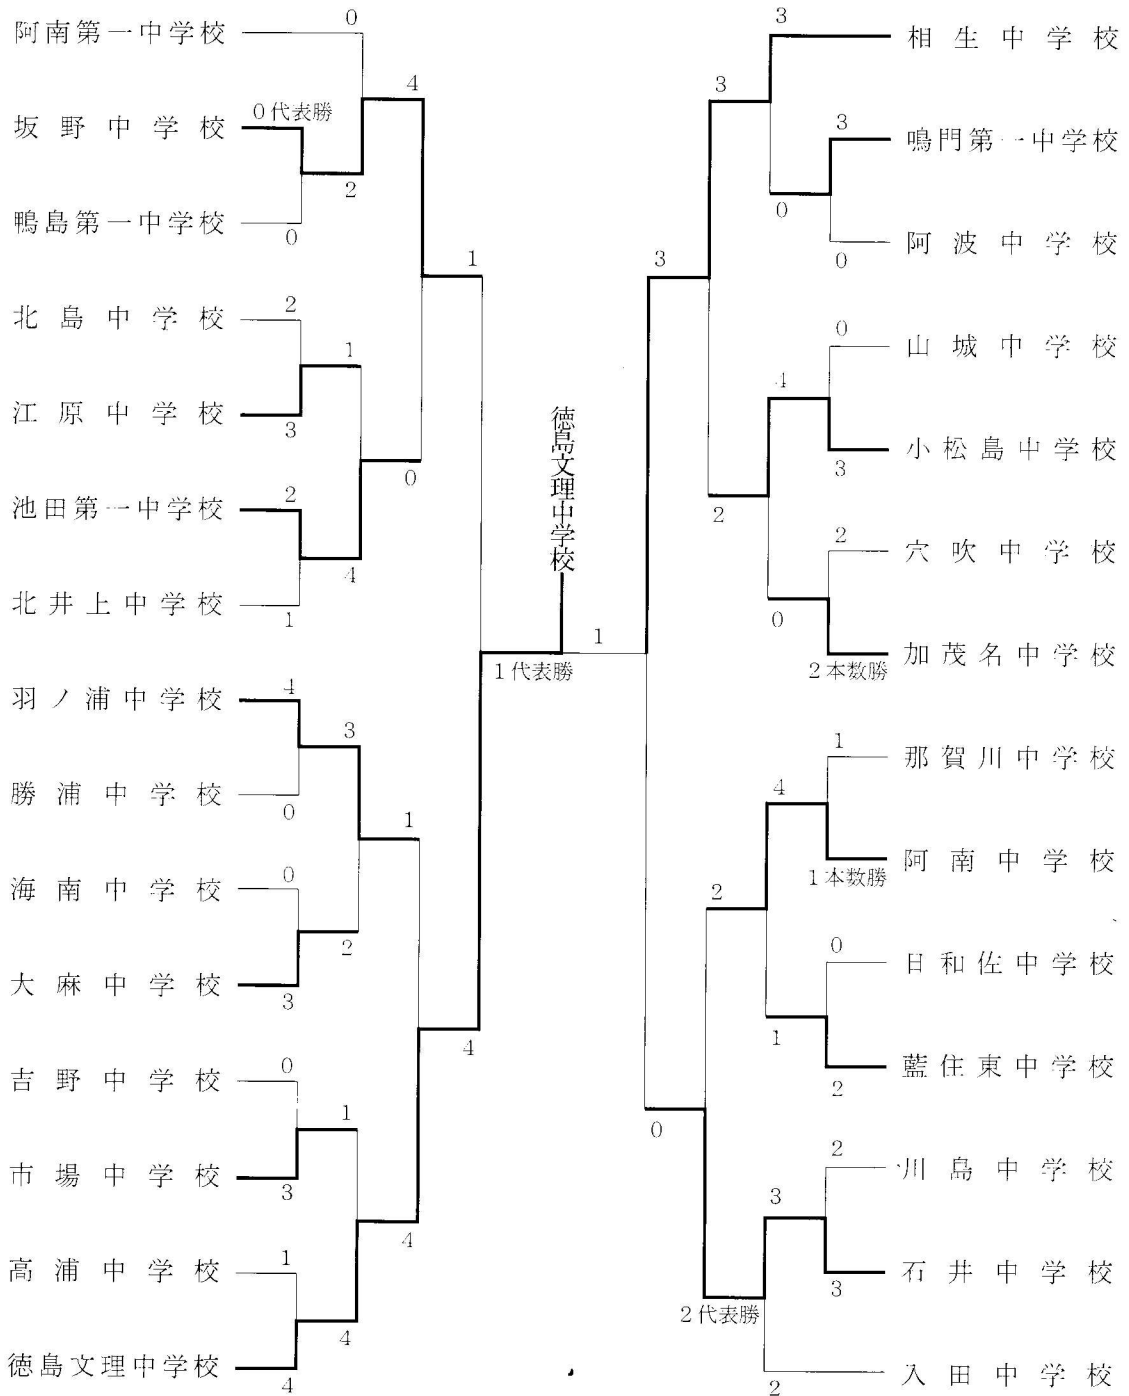 阿南第一中学校
0
坂野中学校
0代表勝
4
2
鴨島第一中学校
0
1
北島中学校
2
1
江原中学校
3
0
池田第一中学校
2
4
北井上中学校
1
羽ノ浦中学校
4
3
勝浦中学校
0
1
海南中学校
0
2
大麻中学校
3
4
吉野中学校
0
1
市場中学校
3
4
高浦中学校
1
4
徳島文理中学校
4
徳島文理中学校
1代表勝
1
3
相生中学校
3
3
鳴門第一中学校
0
阿波中学校
0
3
0
山城中学校
4
小松島中学校
3
2
2
穴吹中学校
0
加茂名中学校
2本数勝
1
那賀川中学校
4
阿南中学校
1本数勝
2
0
日和佐中学校
1
藍住東中学校
2
0
2
川島中学校
3
石井中学校
3
2代表勝
入田中学校
2